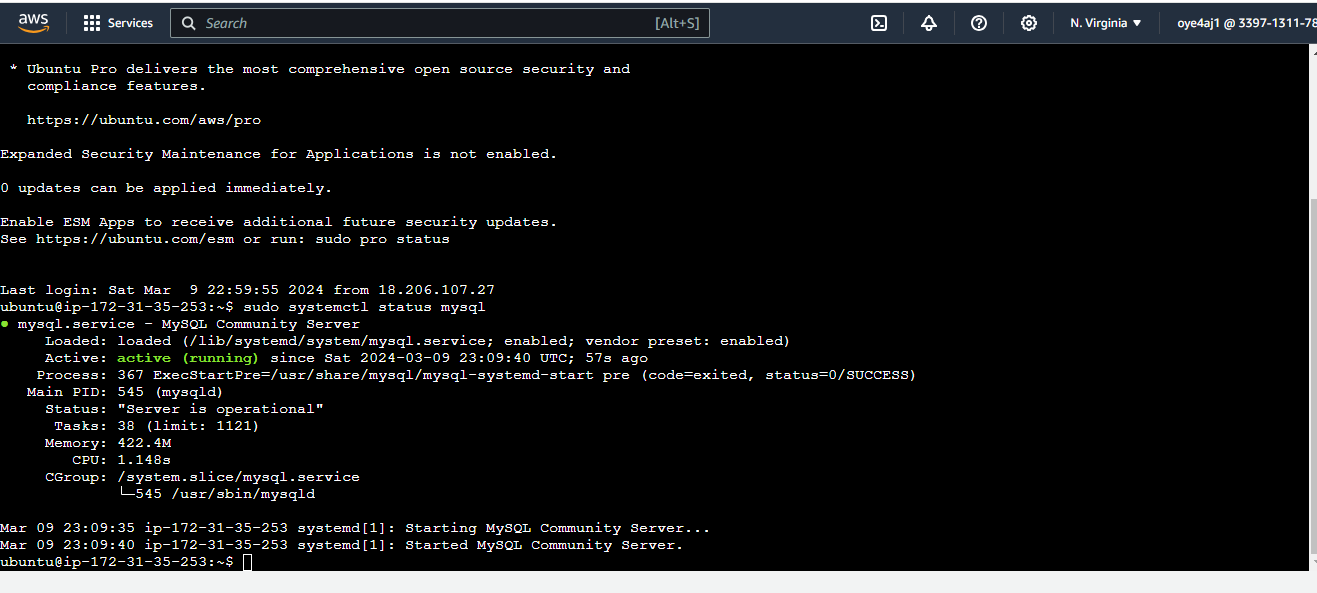 aws
Services
Search
[Alt+S]
N. Virginia ▼
oye4aj1 @ 3397-1311-78
* Ubuntu Pro delivers the most comprehensive open source security and
compliance features.
https://ubuntu.com/aws/pro
Expanded Security Maintenance for Applications is not enabled.
0 updates can be applied immediately.
Enable ESM Apps to receive additional future security updates.
See https://ubuntu.com/esm or run: sudo pro status
Last login: Sat Mar  9 22:59:55 2024 from 18.206.107.27
ubuntu@ip-172-31-35-253:~$ sudo systemctl status mysql
● mysql.service - MySQL Community Server
Loaded: loaded (/lib/systemd/system/mysql.service; enabled; vendor preset: enabled)
Active: active (running) since Sat 2024-03-09 23:09:40 UTC; 57s ago
Process: 367 ExecStartPre=/usr/share/mysql/mysql-systemd-start pre (code=exited, status=0/SUCCESS)
Main PID: 545 (mysqld)
Status: "Server is operational"
Tasks: 38 (limit: 1121)
Memory: 422.4M
CPU: 1.148s
CGroup: /system.slice/mysql.service
└─545 /usr/sbin/mysqld
Mar 09 23:09:35 ip-172-31-35-253 systemd[1]: Starting MySQL Community Server...
Mar 09 23:09:40 ip-172-31-35-253 systemd[1]: Started MySQL Community Server.
ubuntu@ip-172-31-35-253:~$